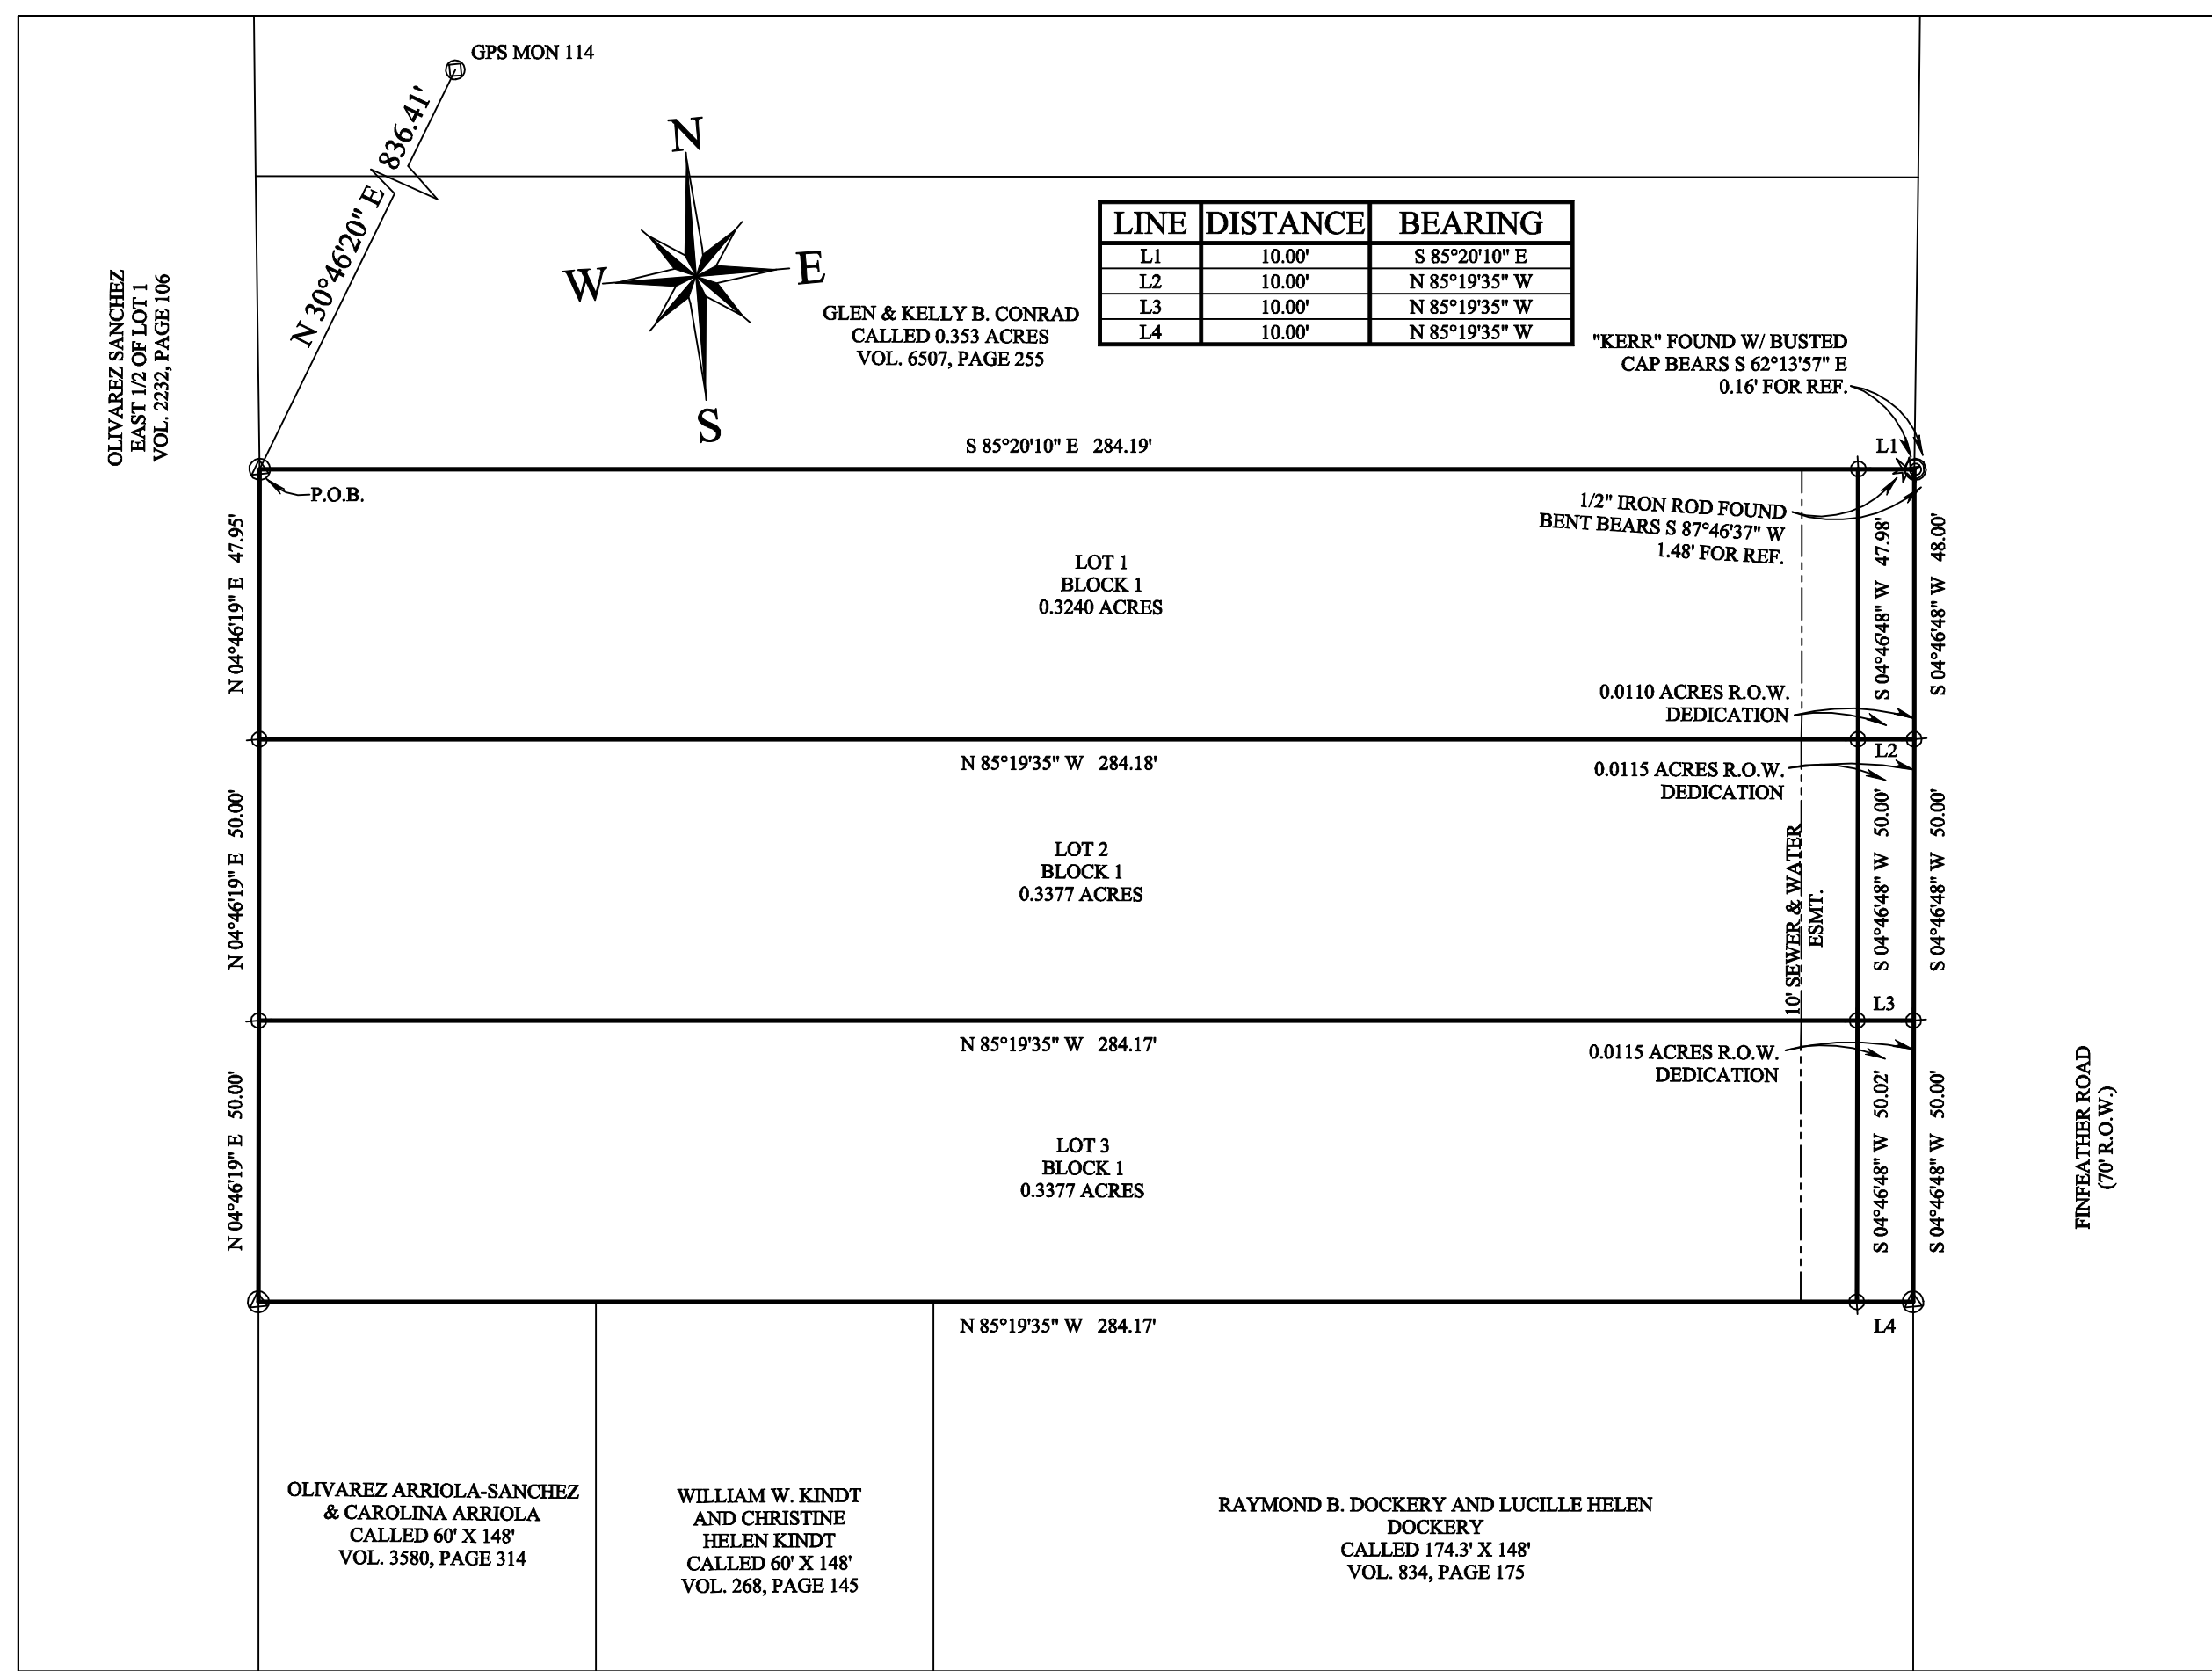 GPS MON 114
N 30°46'20" E 836.41'
N
W
E
S
LINE DISTANCE BEARING
L1 10.00' S 85°20'10" E
L2 10.00' N 85°19'35" W
L3 10.00' N 85°19'35" W
L4 10.00' N 85°19'35" W
OLIVAREZ SANCHEZ
EAST 1/2 OF LOT 1
VOL. 2232, PAGE 106
GLEN & KELLY B. CONRAD
CALLED 0.353 ACRES
VOL. 6507, PAGE 255
"KERR" FOUND W/ BUSTED
CAP BEARS S 62°13'57" E
0.16' FOR REF.
S 85°20'10" E 284.19'
L1
P.O.B.
1/2" IRON ROD FOUND
BENT BEARS S 87°46'37" W
1.48' FOR REF.
N 04°46'19" E 47.95'
LOT 1
BLOCK 1
0.3240 ACRES
S 04°46'48" W 47.98'
S 04°46'48" W 48.00'
0.0110 ACRES R.O.W.
DEDICATION
N 85°19'35" W 284.18'
L2
0.0115 ACRES R.O.W.
DEDICATION
N 04°46'19" E 50.00'
LOT 2
BLOCK 1
0.3377 ACRES
10' SEWER & WATER
ESMT.
S 04°46'48" W 50.00'
S 04°46'48" W 50.00'
L3
N 85°19'35" W 284.17'
0.0115 ACRES R.O.W.
DEDICATION
N 04°46'19" E 50.00'
LOT 3
BLOCK 1
0.3377 ACRES
S 04°46'48" W 50.02'
S 04°46'48" W 50.00'
FINFEATHER ROAD
(70' R.O.W.)
N 85°19'35" W 284.17'
L4
OLIVAREZ ARRIOLA-SANCHEZ
& CAROLINA ARRIOLA
CALLED 60' X 148'
VOL. 3580, PAGE 314
WILLIAM W. KINDT
AND CHRISTINE
HELEN KINDT
CALLED 60' X 148'
VOL. 268, PAGE 145
RAYMOND B. DOCKERY AND LUCILLE HELEN
DOCKERY
CALLED 174.3' X 148'
VOL. 834, PAGE 175